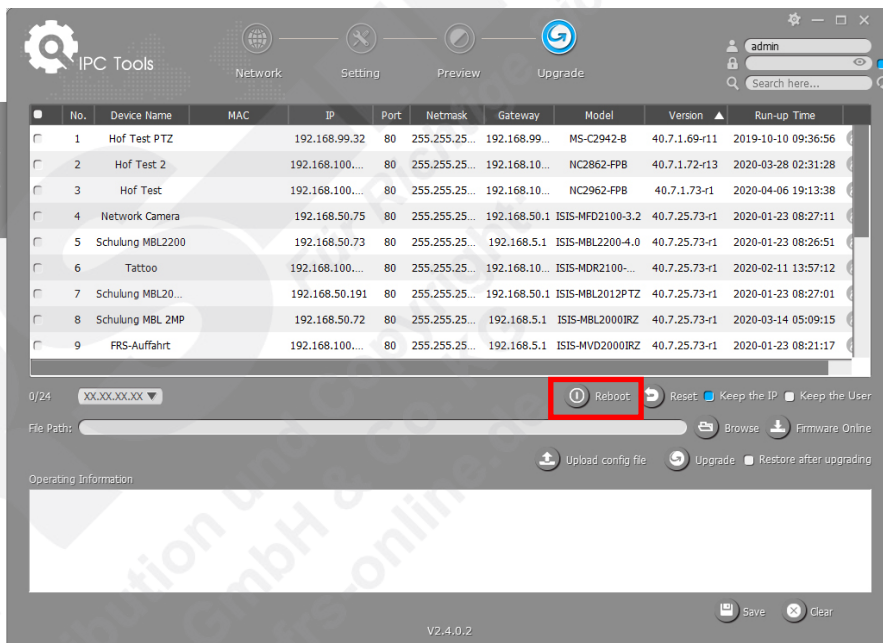 IPC Tools
Network Setting Preview Upgrade
admin
Search here...
No. Device Name MAC IP Port Netmask Gateway Model Version ▲ Run-up Time
1 Hof Test PTZ 192.168.99.32 80 255.255.25... 192.168.99... MS-C2942-B 40.7.1.69-r11 2019-10-10 09:36:56
2 Hof Test 2 192.168.100.... 80 255.255.25... 192.168.10... NC2862-FPB 40.7.1.72-r13 2020-03-28 02:31:28
3 Hof Test 192.168.100.... 80 255.255.25... 192.168.10... NC2962-FPB 40.7.1.73-r1 2020-04-06 19:13:38
4 Network Camera 192.168.50.75 80 255.255.25... 192.168.50.1 ISIS-MFD2100-3.2 40.7.25.73-r1 2020-01-23 08:27:11
5 Schulung MBL2200 192.168.50.73 80 255.255.25... 192.168.5.1 ISIS-MBL2200-4.0 40.7.25.73-r1 2020-01-23 08:26:51
6 Tattoo 192.168.100.... 80 255.255.25... 192.168.10... ISIS-MDR2100-... 40.7.25.73-r1 2020-02-11 13:57:12
7 Schulung MBL20... 192.168.50.191 80 255.255.25... 192.168.50.1 ISIS-MBL2012PTZ 40.7.25.73-r1 2020-01-23 08:27:01
8 Schulung MBL 2MP 192.168.50.72 80 255.255.25... 192.168.5.1 ISIS-MBL2000IRZ 40.7.25.73-r1 2020-03-14 05:09:15
9 FRS-Auffahrt 192.168.100.... 80 255.255.25... 192.168.5.1 ISIS-MVD2000IRZ 40.7.25.73-r1 2020-01-23 08:21:17
0/24 XX.XX.XX.XX ▼ Reboot Reset Keep the IP Keep the User
File Path: Browse Firmware Online
Upload config file Upgrade Restore after upgrading
Operating Information
Save Clear
V2.4.0.2